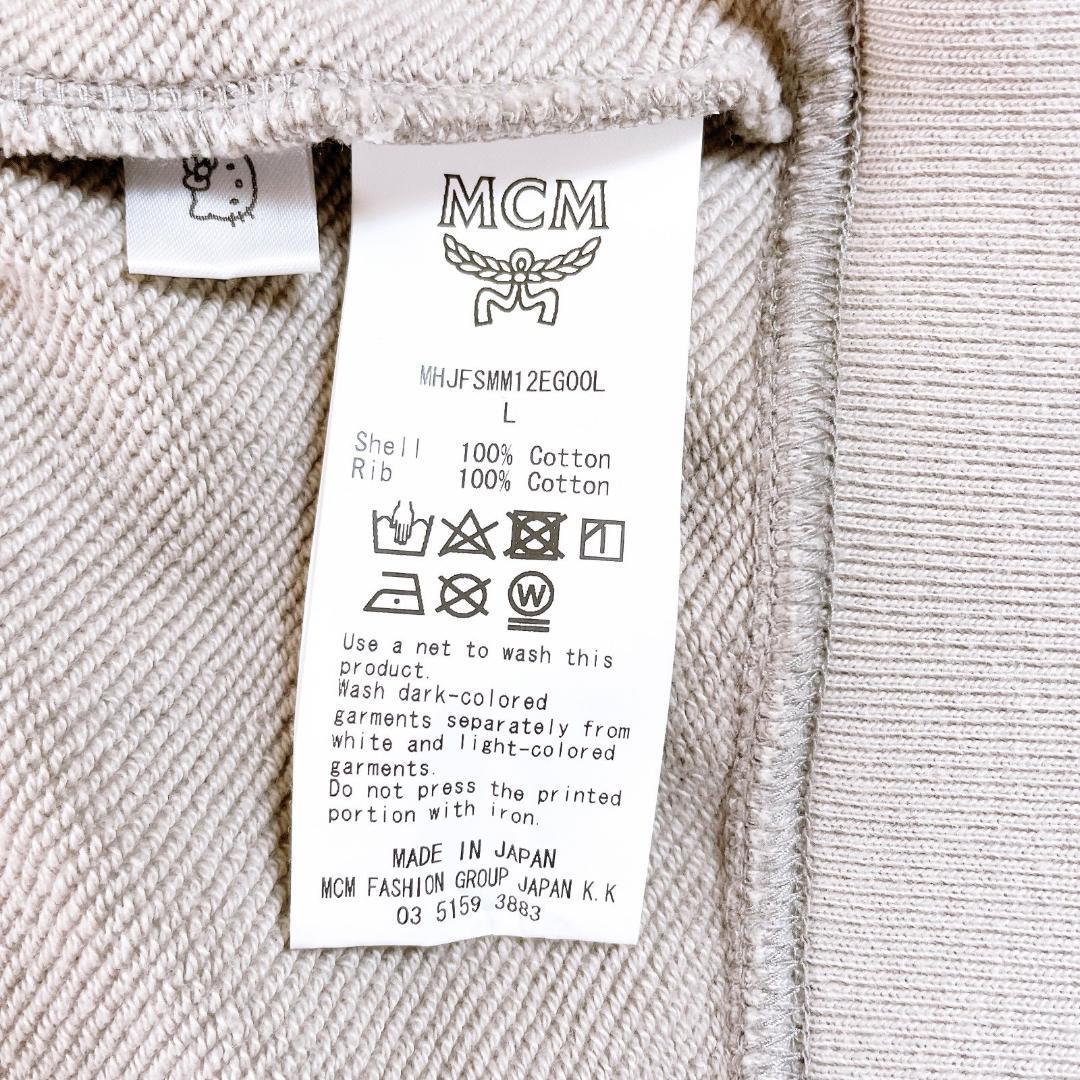 MCM
MHJFSMM12EG00L
L
Shell 100% Cotton
Rib 100% Cotton
W
Use a net to wash this
product.
Wash dark-colored
garments separately from
white and light-colored
garments.
Do not press the printed
portion with iron.
MADE IN JAPAN
MCM FASHION GROUP JAPAN K.K
03 5159 3883